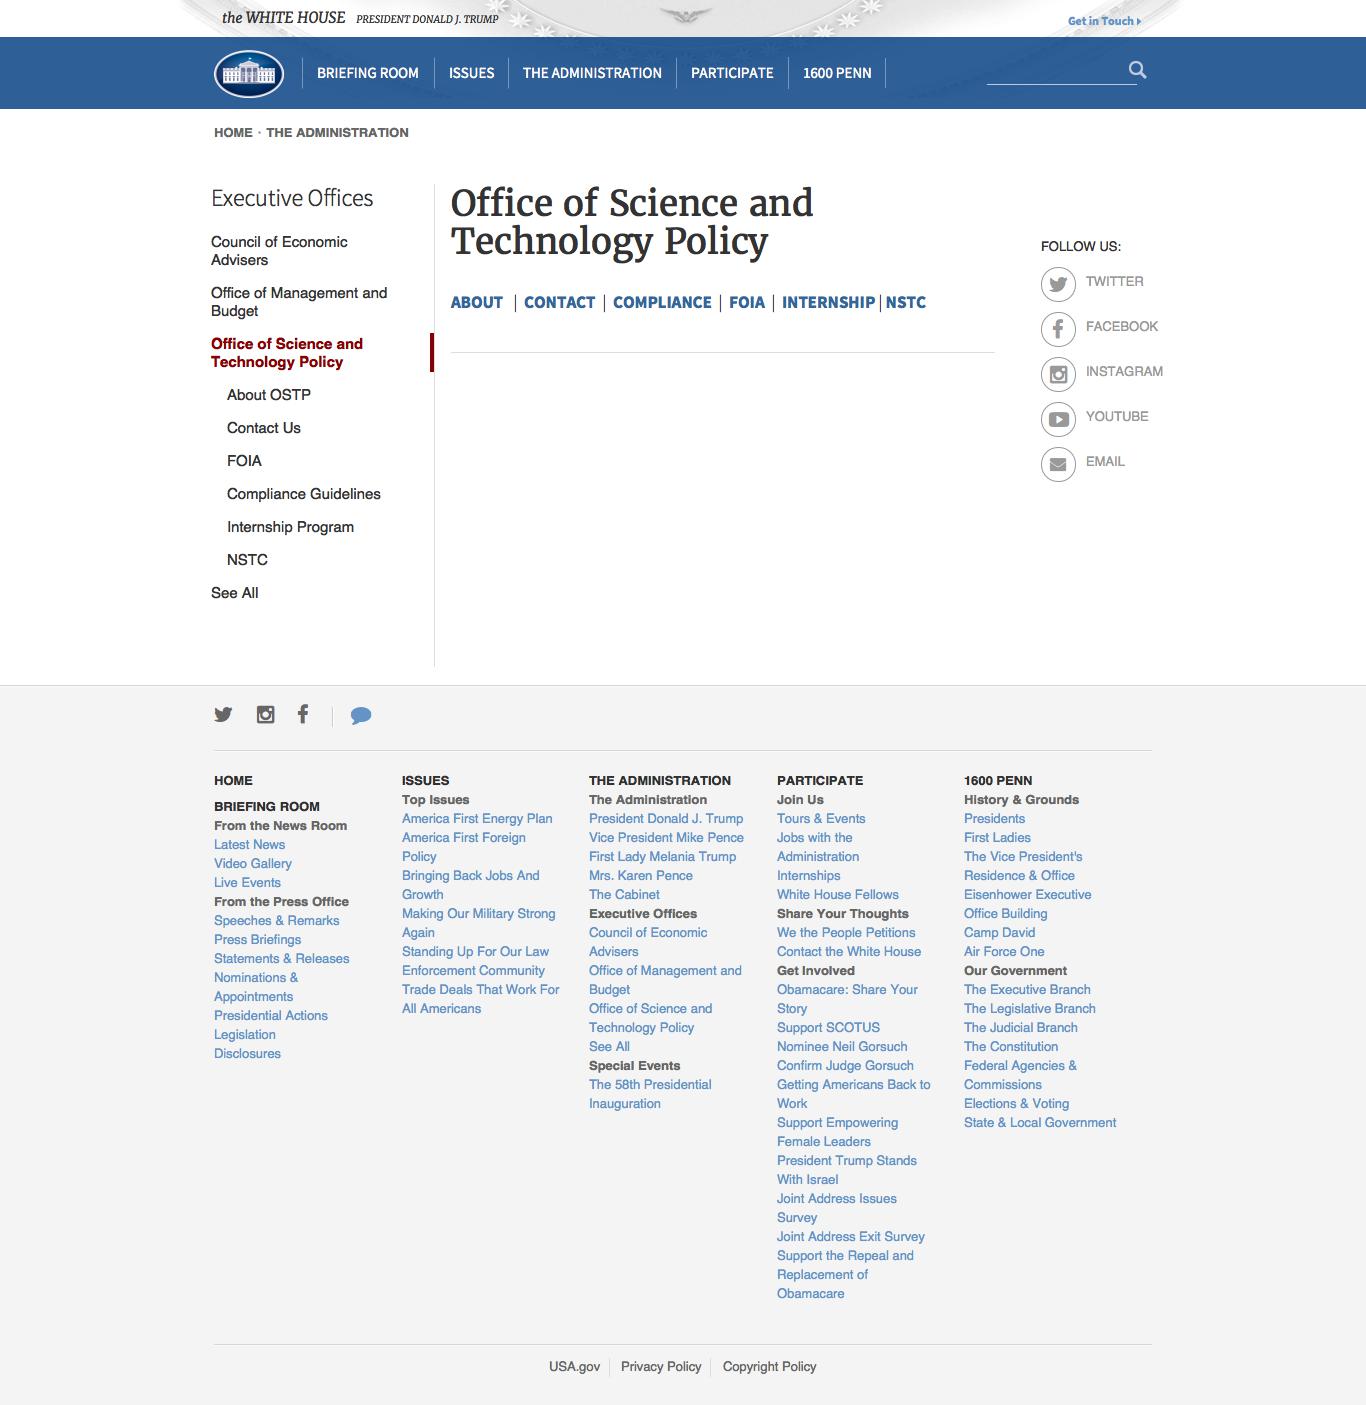 the WHITE HOUSE PRESIDENT DONALD J. TRUMP
Get in Touch
BRIEFING ROOM
ISSUES
THE ADMINISTRATION
PARTICIPATE
1600 PENN
HOME · THE ADMINISTRATION
Executive Offices
Council of Economic
Advisers
Office of Management and
Budget
Office of Science and
Technology Policy
About OSTP
Contact Us
FOIA
Compliance Guidelines
Internship Program
NSTC
See All
Office of Science and
Technology Policy
ABOUT | CONTACT | COMPLIANCE | FOIA | INTERNSHIP | NSTC
FOLLOW US:
TWITTER
FACEBOOK
INSTAGRAM
YOUTUBE
EMAIL
HOME
BRIEFING ROOM
From the News Room
Latest News
Video Gallery
Live Events
From the Press Office
Speeches & Remarks
Press Briefings
Statements & Releases
Nominations &
Appointments
Presidential Actions
Legislation
Disclosures
ISSUES
Top Issues
America First Energy Plan
America First Foreign
Policy
Bringing Back Jobs And
Growth
Making Our Military Strong
Again
Standing Up For Our Law
Enforcement Community
Trade Deals That Work For
All Americans
THE ADMINISTRATION
The Administration
President Donald J. Trump
Vice President Mike Pence
First Lady Melania Trump
Mrs. Karen Pence
The Cabinet
Executive Offices
Council of Economic
Advisers
Office of Management and
Budget
Office of Science and
Technology Policy
See All
Special Events
The 58th Presidential
Inauguration
PARTICIPATE
Join Us
Tours & Events
Jobs with the
Administration
Internships
White House Fellows
Share Your Thoughts
We the People Petitions
Contact the White House
Get Involved
Obamacare: Share Your
Story
Support SCOTUS
Nominee Neil Gorsuch
Confirm Judge Gorsuch
Getting Americans Back to
Work
Support Empowering
Female Leaders
President Trump Stands
With Israel
Joint Address Issues
Survey
Joint Address Exit Survey
Support the Repeal and
Replacement of
Obamacare
1600 PENN
History & Grounds
Presidents
First Ladies
The Vice President's
Residence & Office
Eisenhower Executive
Office Building
Camp David
Air Force One
Our Government
The Executive Branch
The Legislative Branch
The Judicial Branch
The Constitution
Federal Agencies &
Commissions
Elections & Voting
State & Local Government
USA.gov
Privacy Policy
Copyright Policy